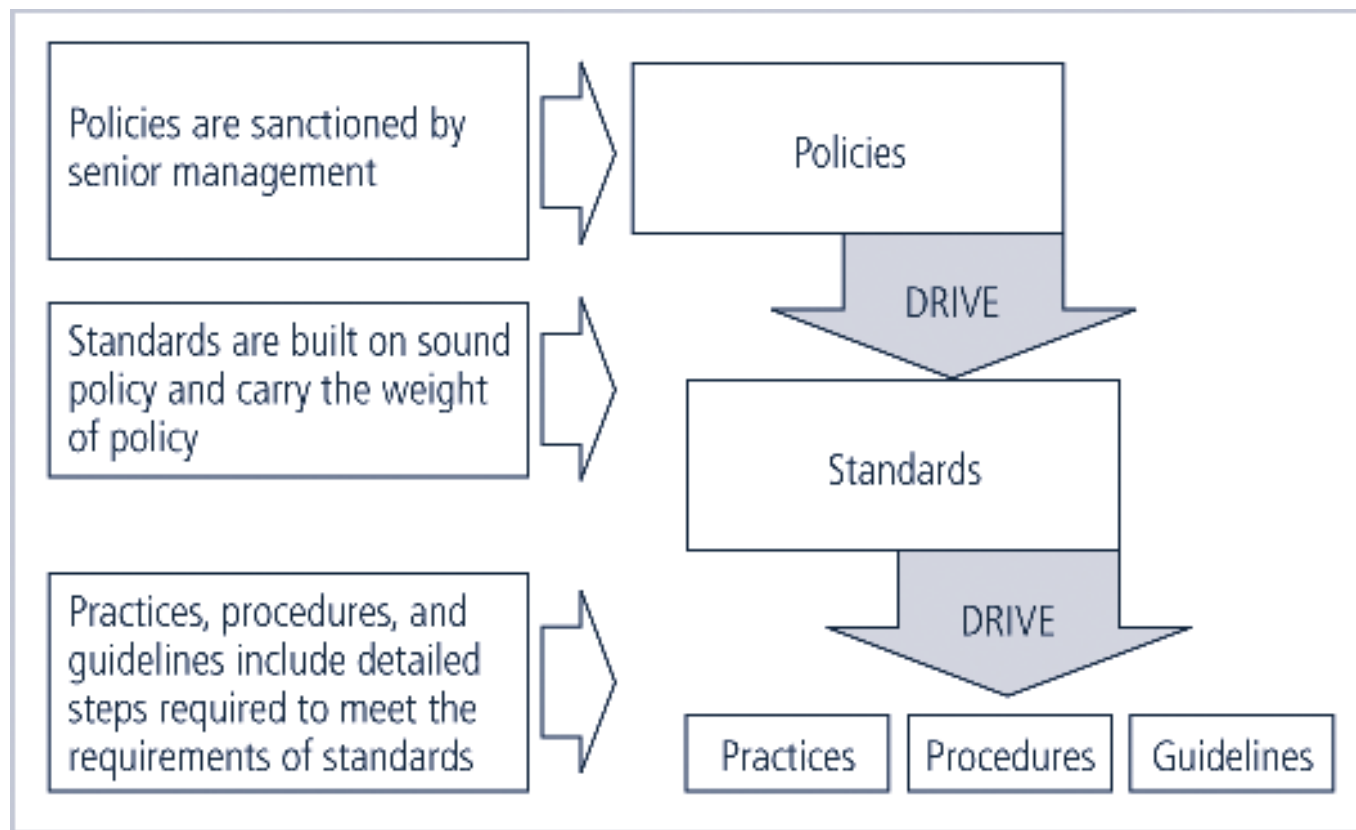 Policies are sanctioned by
senior management
Policies
DRIVE
Standards are built on sound
policy and carry the weight
of policy
Standards
DRIVE
Practices, procedures, and
guidelines include detailed
steps required to meet the
requirements of standards
Practices
Procedures
Guidelines